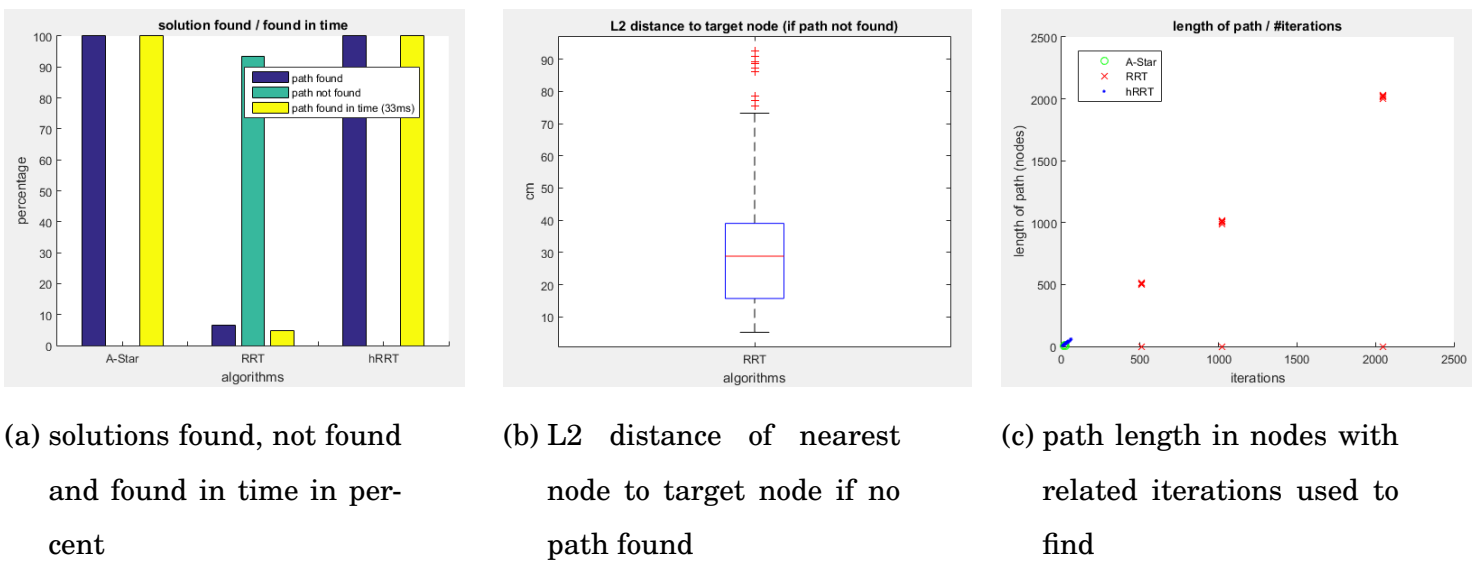 solution found / found in time
100
90
80
70
60
50
40
30
20
10
0
percentage
path found
path not found
path found in time (33ms)
A-Star
RRT
hRRT
algorithms
L2 distance to target node (if path not found)
90
80
70
60
50
40
30
20
10
cm
RRT
algorithms
length of path / #iterations
2500
2000
1500
1000
500
0
length of path (nodes)
A-Star
RRT
hRRT
0
500
1000
1500
2000
2500
iterations
(a) solutions found, not found
and found in time in per-
cent
(b) L2 distance of nearest
node to target node if no
path found
(c) path length in nodes with
related iterations used to
find